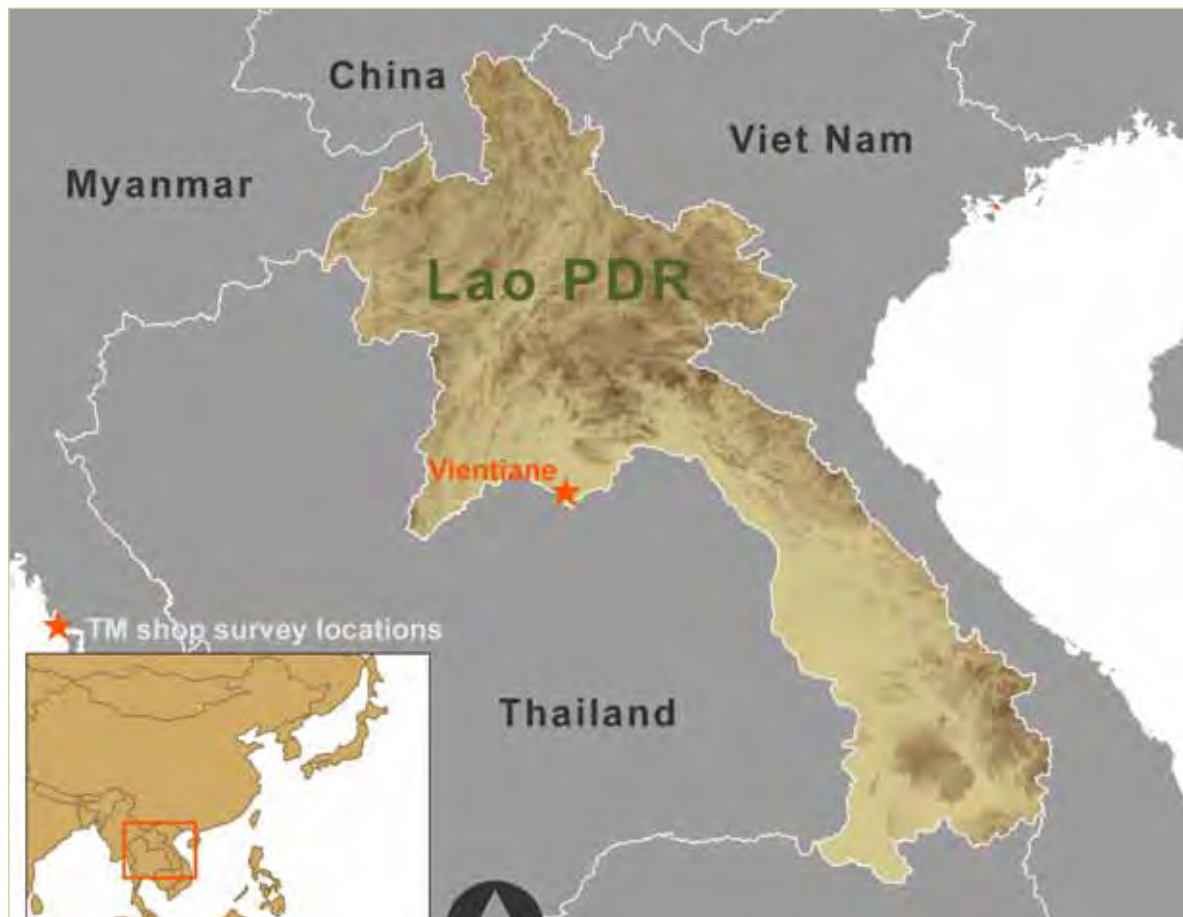 China
Viet Nam
Myanmar
Lao PDR
Vientiane
TM shop survey locations
Thailand